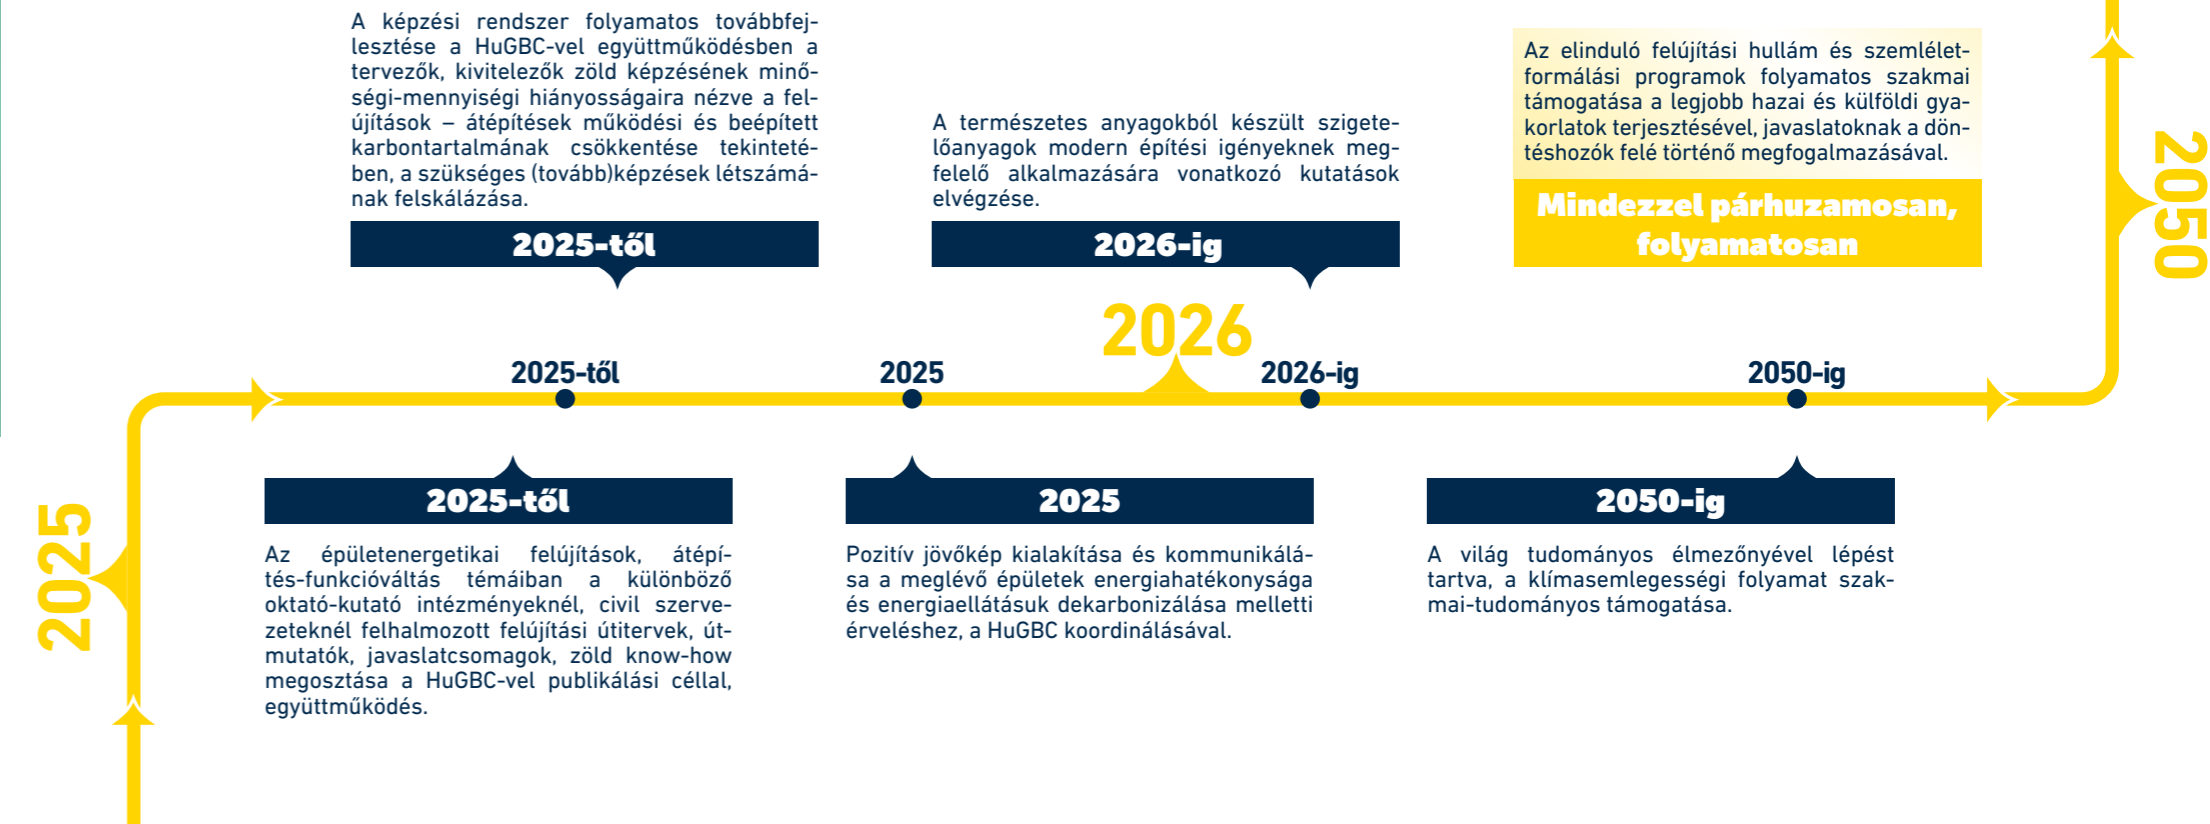 A képzési rendszer folyamatos továbbfej-
lesztése a HuGBC-vel együttműködésben a
tervezők, kivitelezők zöld képzésének minő-
ségi-mennyiségi hiányosságaira nézve a fel-
újítások – átépítések működési és beépített
karbontartalmának csökkentése tekinteté-
ben, a szükséges (tovább)képzések létszámá-
nak felskálázása.
2025-től
A természetes anyagokból készült szigete-
lőanyagok modern építési igényeknek meg-
felelő alkalmazására vonatkozó kutatások
elvégzése.
2026-ig
Az elinduló felújítási hullám és szemlélet-
formálási programok folyamatos szakmai
támogatása a legjobb hazai és külföldi gya-
korlatok terjesztésével, javaslatoknak a dön-
téshozók felé történő megfogalmazásával.
Mindezzel párhuzamosan,
folyamatosan
2050
2026
2025-től
2025
2026-ig
2050-ig
2025
2025-től
Az épületenergetikai felújítások, átépí-
tés-funkcióváltás témáiban a különböző
oktató-kutató intézményeknél, civil szerve-
zeteknél felhalmozott felújítási útitervek, út-
mutatók, javaslatcsomagok, zöld know-how
megosztása a HuGBC-vel publikálási céllal,
együttműködés.
2025
Pozitív jövőkép kialakítása és kommunikálá-
sa a meglévő épületek energiahatékonysága
és energiaellátásuk dekarbonizálása melletti
érveléshez, a HuGBC koordinálásával.
2050-ig
A világ tudományos élmezőnyével lépést
tartva, a klímasemlegességi folyamat szak-
mai-tudományos támogatása.